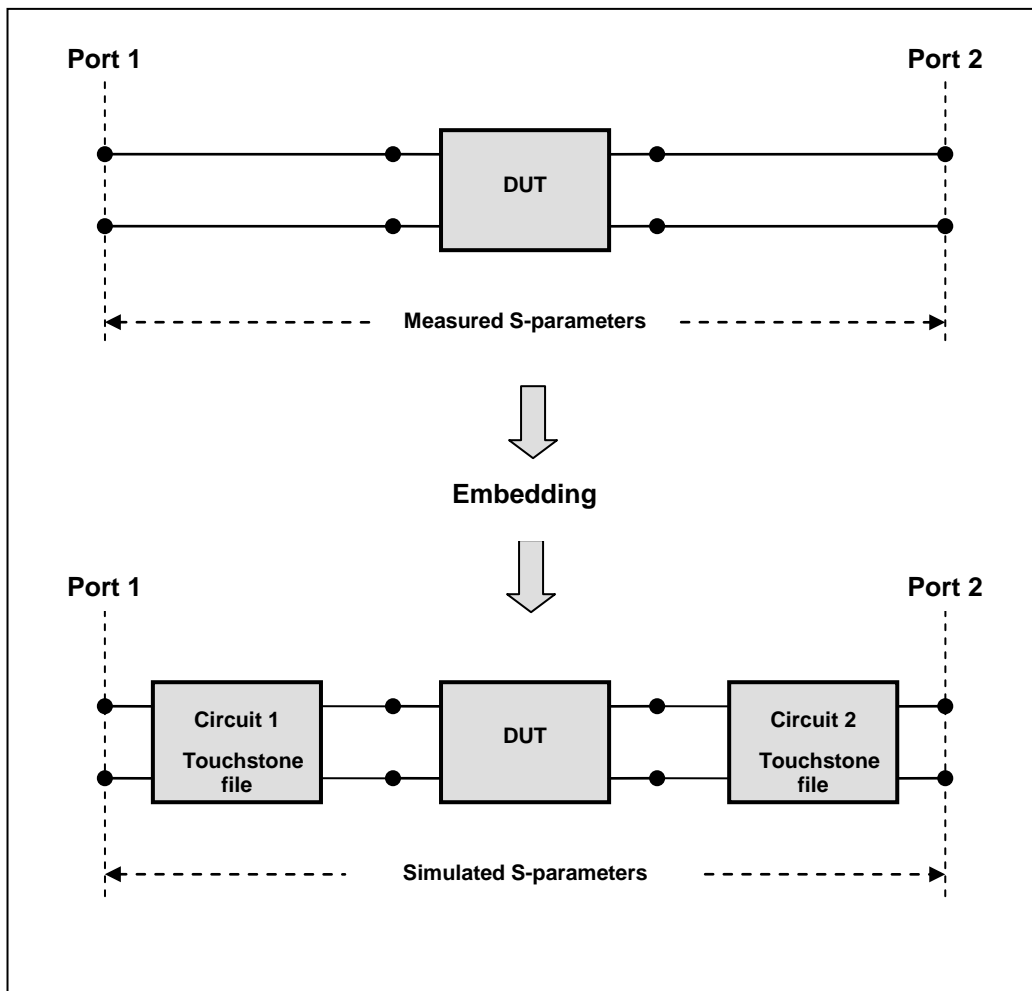 Port 1
Port 2
DUT
Measured S-parameters
Embedding
Port 1
Port 2
Circuit 1
Touchstone
file
DUT
Circuit 2
Touchstone
file
Simulated S-parameters